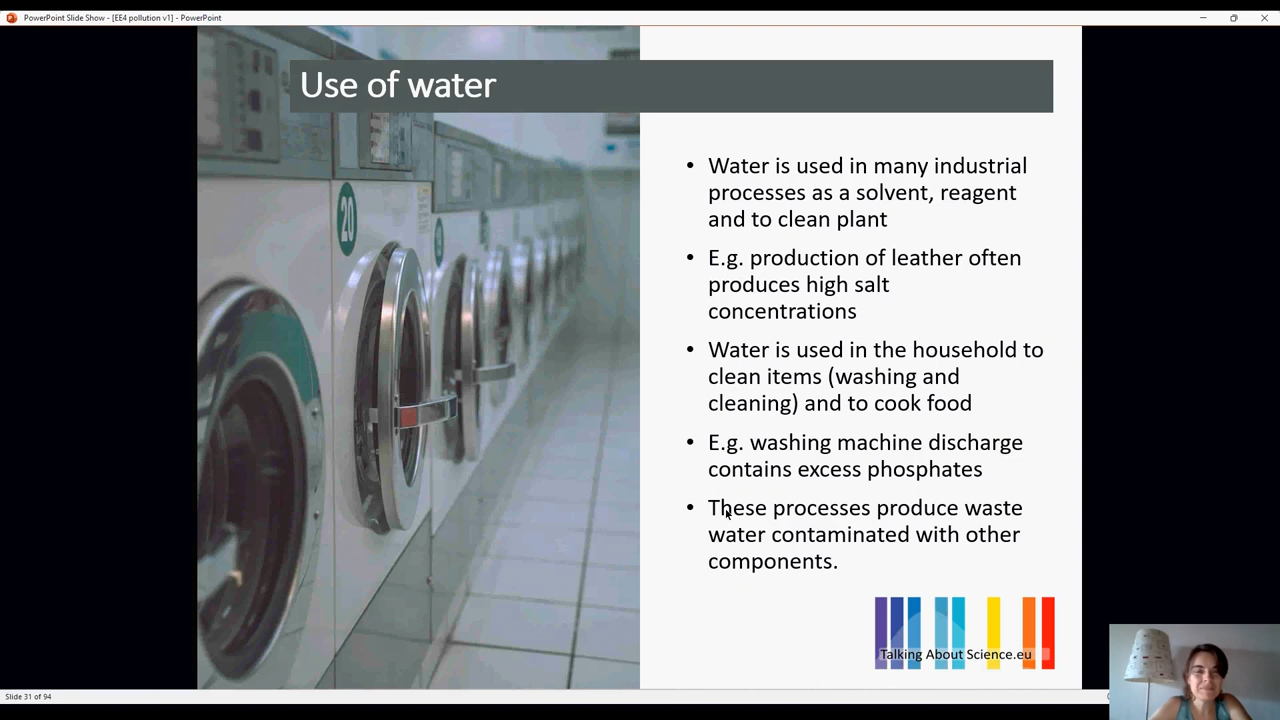 PowerPoint Slide Show - [EE4 pollution v1] - PowerPoint
Use of water
20
• Water is used in many industrial
processes as a solvent, reagent
and to clean plant
• E.g. production of leather often
produces high salt
concentrations
• Water is used in the household to
clean items (washing and
cleaning) and to cook food
• E.g. washing machine discharge
contains excess phosphates
• These processes produce waste
water contaminated with other
components.
Talking About Science.eu
Slide 31 of 94